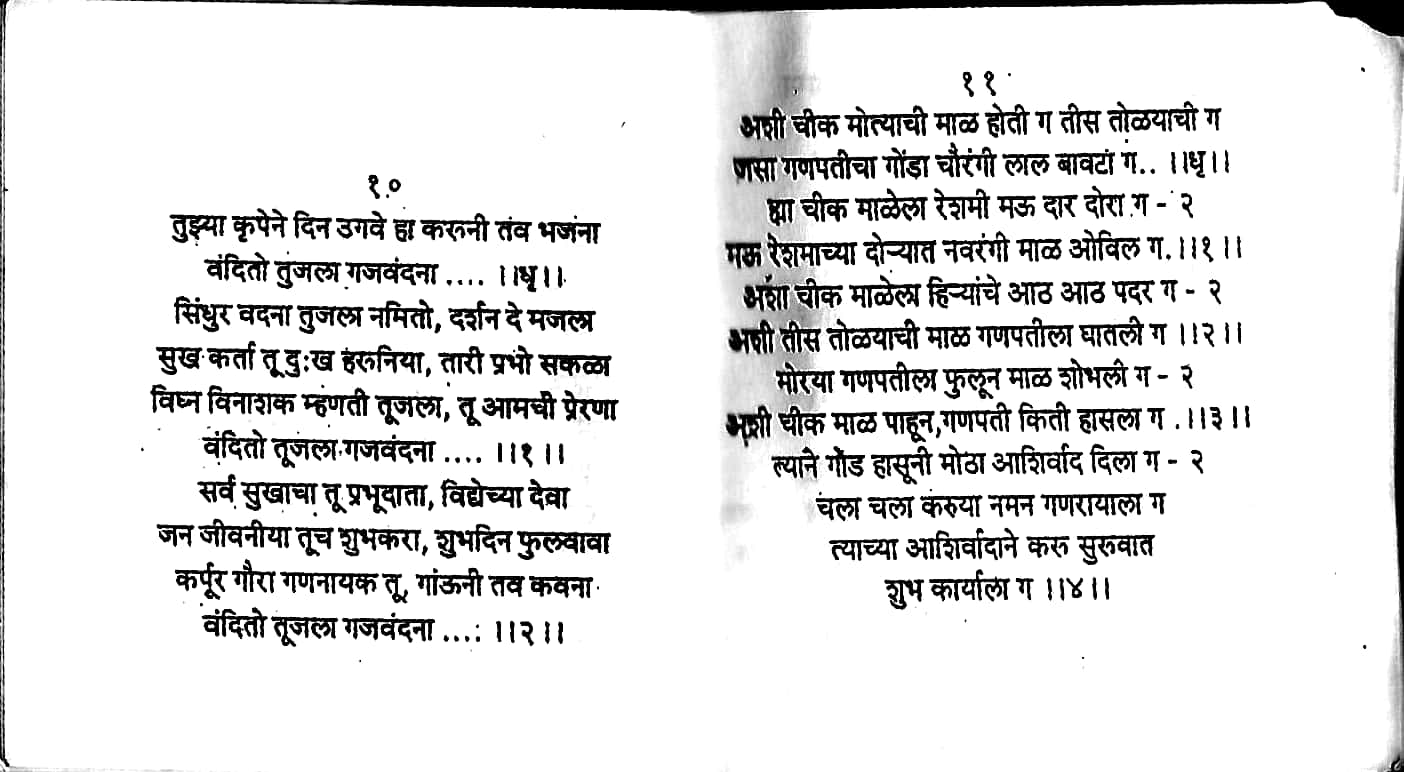 १०
तुझ्या कृपेने दिन उगवे हा करुनी तव भजना
वंदितो तुजला गजवंदना .... ।।धृ।।
सिंधुर वदना तुजला नमितो, दर्शन दे मजला
सुख कर्ता तू दुःख हरुनिया, तारी प्रभो सकळा
विघ्न विनाशक म्हणती तूजला, तू आमची प्रेरणा
वंदितो तूजला गजवंदना .... ।।१।।
सर्व सुखाचा तू प्रभूदाता, विद्येच्या देवा
जन जीवनीया तूच शुभकरा, शुभदिन फुलवावा
कर्पूर गौरा गणनायक तू, गांऊनी तव कवना
वंदितो तूजला गजवंदना .... ।।२।।
११
अशी चीक मोत्याची माळ होती ग तीस तोळयाची ग
जसा गणपतीचा गोंडा चौरंगी लाल बावटा ग.. ।।धृ।।
ह्या चीक माळेला रेशमी मऊ दार दोरा ग - २
मऊ रेशमाच्या दोऱ्यात नवरंगी माळ ओविल ग.।।१।।
अशा चीक माळेला हिऱ्यांचे आठ आठ पदर ग - २
अशी तीस तोळयाची माळ गणपतीला घातली ग ।।२।।
मोरया गणपतीला फुलून माळ शोभली ग - २
अशी चीक माळ पाहून,गणपती किती हासला ग .।।३।।
त्याने गोड हासूनी मोठा आशिर्वाद दिला ग - २
चला चला करुया नमन गणरायाला ग
त्याच्या आशिर्वादाने करू सुरूवात
शुभ कार्याला ग ।।४।।